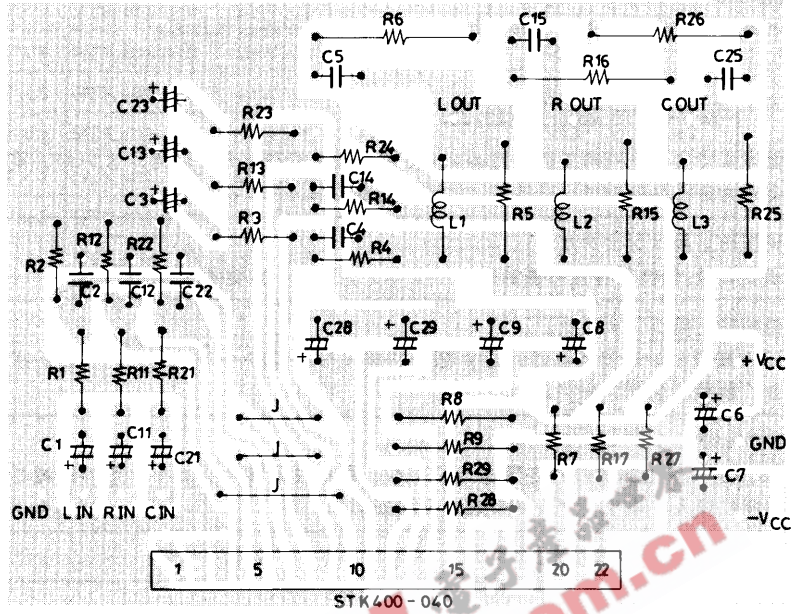 R6
C15
R26
C5
R16
C25
C23
L OUT
R OUT
C OUT
R23
C13
R24
R13
C14
C3
R14
R3
C4
L1
R5
L2
R15
L3
R25
R4
R2
R12
R22
C2
C12
C22
C28
C29
C9
C8
R1
R11
R21
+VCC
J
R8
C6
C1
C11
C21
J
R9
R7
R17
R27
GND
J
R29
C7
R28
GND L IN R IN C IN
-VCC
1 5 10 15 20 22
STK400-040
com.cn